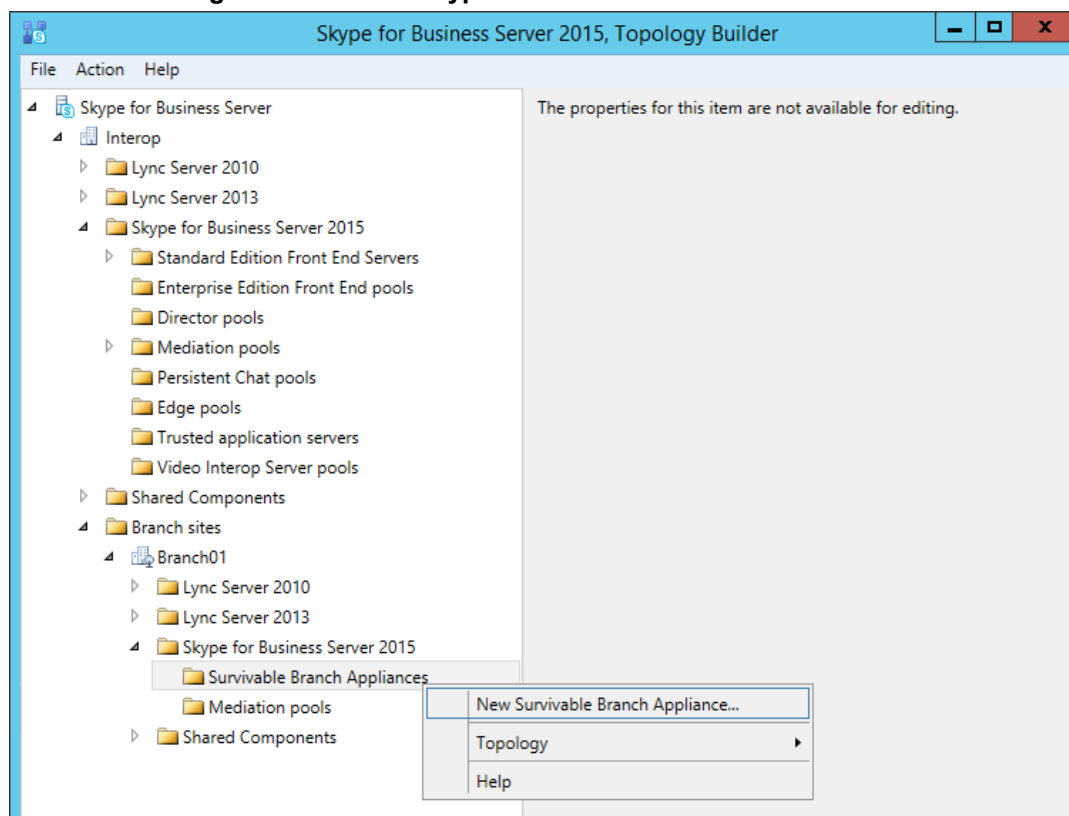 Skype for Business Server 2015, Topology Builder
File Action Help
Skype for Business Server
The properties for this item are not available for editing.
Interop
Lync Server 2010
Lync Server 2013
Skype for Business Server 2015
Standard Edition Front End Servers
Enterprise Edition Front End pools
Director pools
Mediation pools
Persistent Chat pools
Edge pools
Trusted application servers
Video Interop Server pools
Shared Components
Branch sites
Branch01
Lync Server 2010
Lync Server 2013
Skype for Business Server 2015
Survivable Branch Appliances
Mediation pools
Shared Components
New Survivable Branch Appliance...
Topology
Help